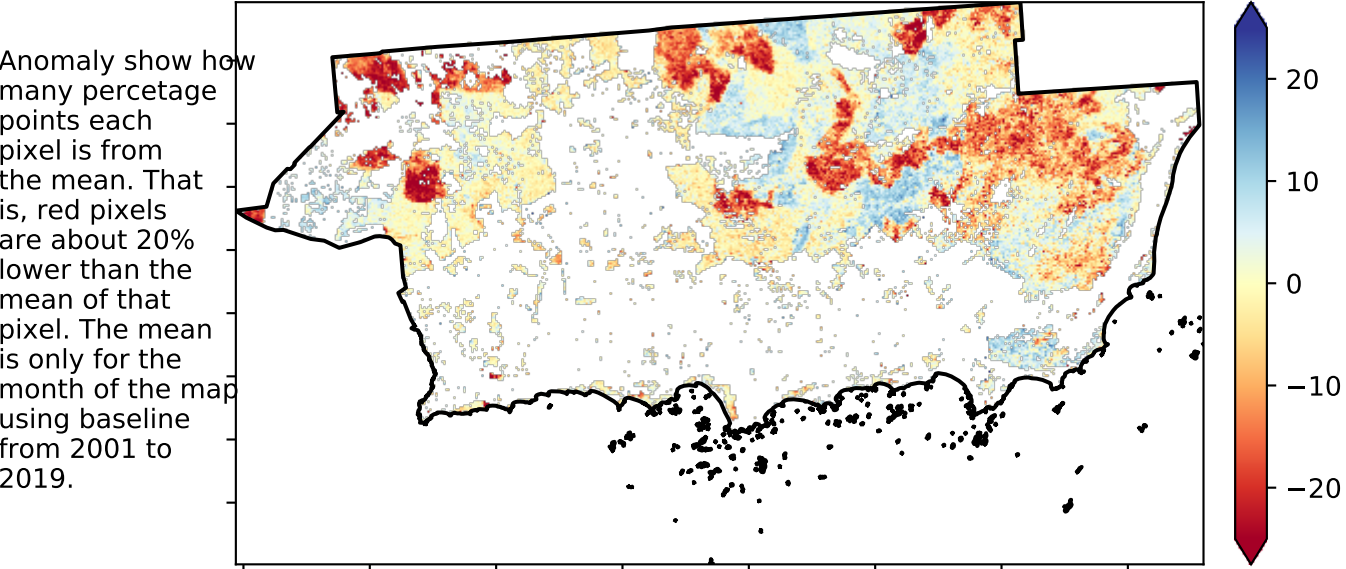 Anomaly show how
many percetage
points each
pixel is from
the mean. That
is, red pixels
are about 20%
lower than the
mean of that
pixel. The mean
is only for the
month of the map
using baseline
from 2001 to
2019.
20
10
0
−10
−20